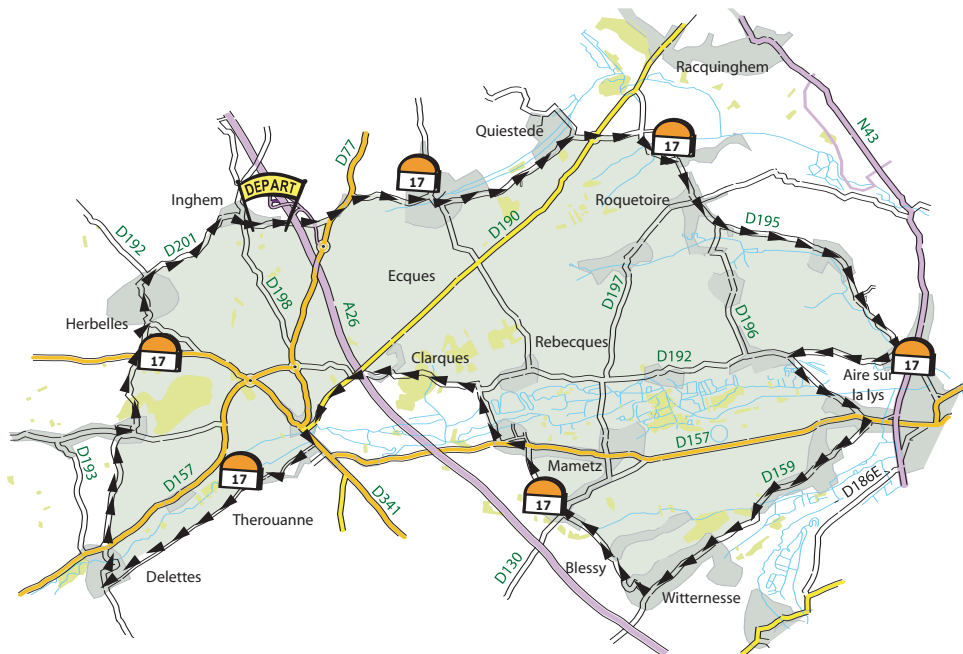 Racquinghem
N43
Quiestede
D77
17
17
DEPART
Inghem
Roquetoire
D190
D195
D192
D201
Ecques
D197
D198
A26
D196
Herbelles
Rebecques
17
Clarques
D192
17
Aire sur
la lys
D157
D193
D157
17
Mametz
D159
D186E
17
D341
Therouanne
D130
Blessy
Delettes
Witternesse